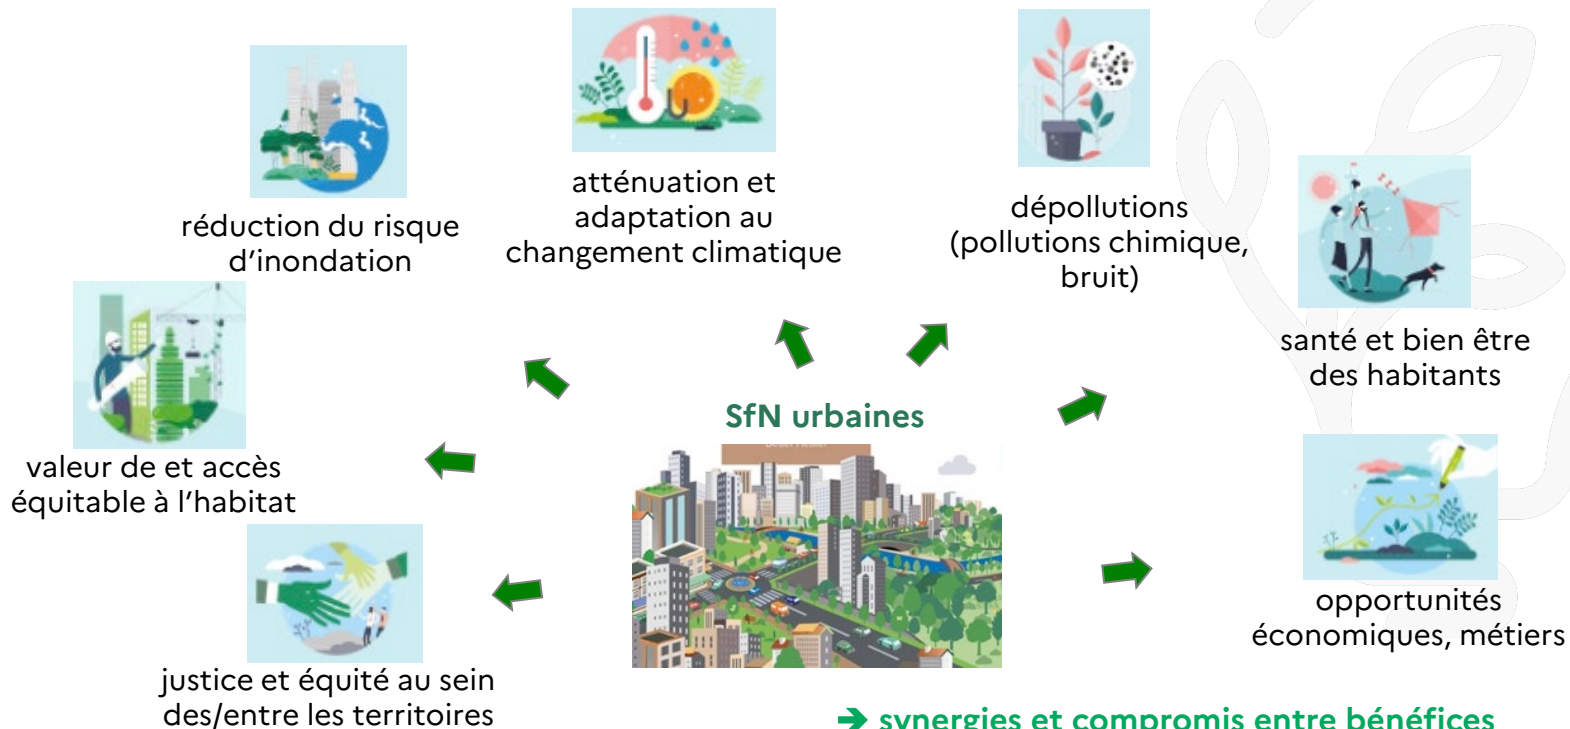 atténuation et
adaptation au
changement climatique
dépollutions
(pollutions chimique,
bruit)
réduction du risque
d'inondation
santé et bien être
des habitants
SfN urbaines
valeur de et accès
équitable à l'habitat
opportunités
économiques, métiers
justice et équité au sein
des/entre les territoires
➔ synergies et compromis entre bénéfices